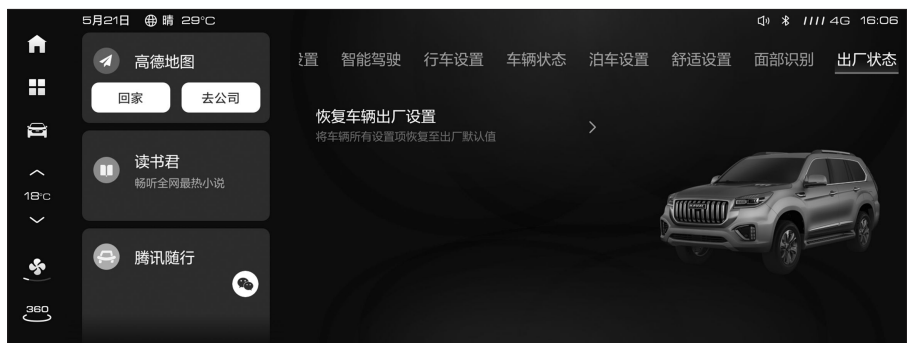 5月21日 晴 29°C
4G 16:06
高德地图
回家
去公司
读书君
畅听全网最热小说
腾讯随行
18°C
360
置 智能驾驶 行车设置 车辆状态 泊车设置 舒适设置 面部识别 出厂状态
恢复车辆出厂设置
将车辆所有设置项恢复至出厂默认值